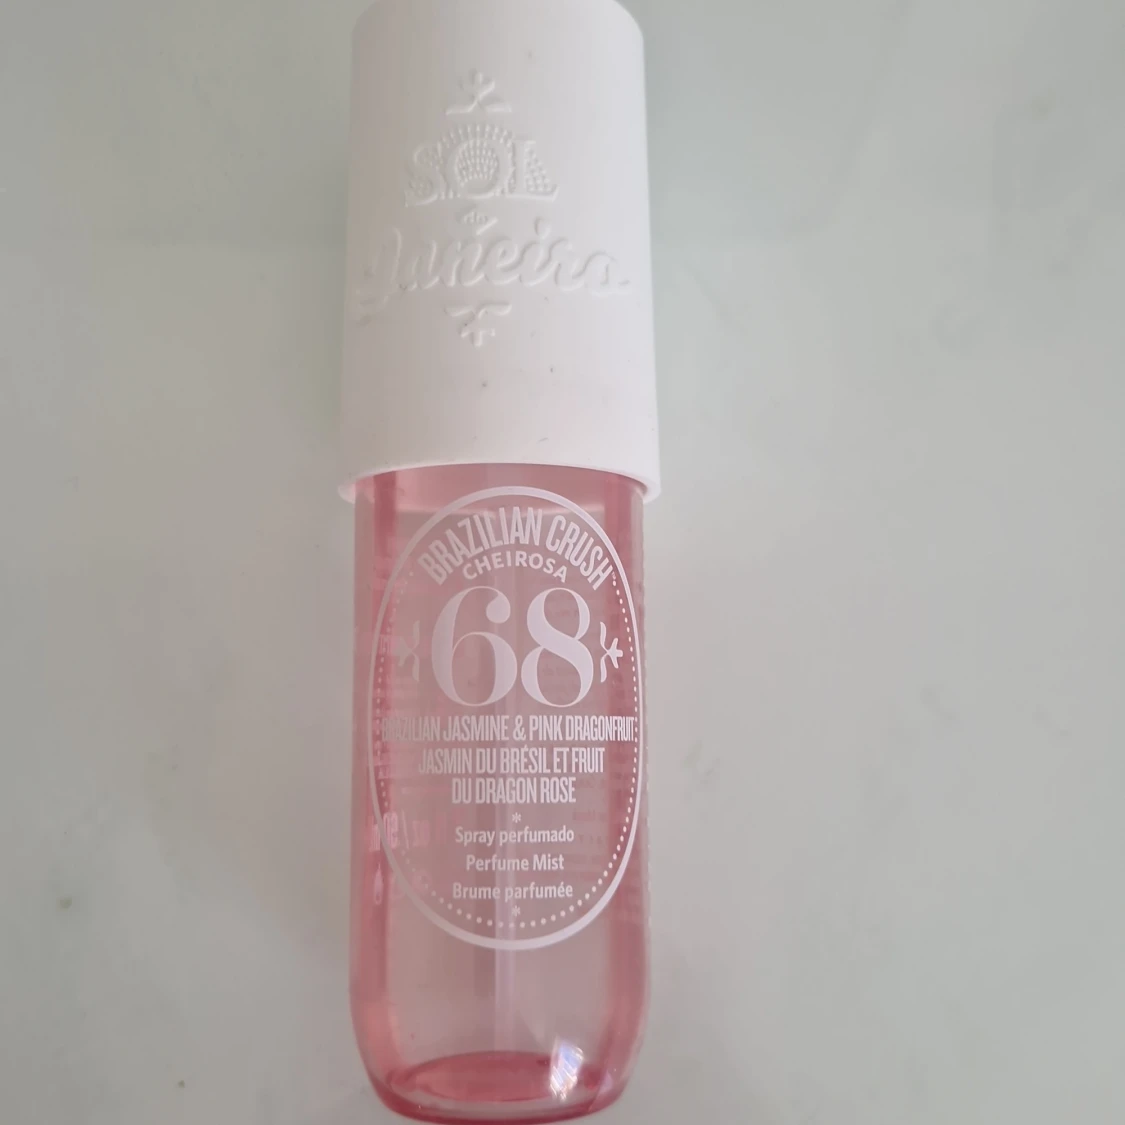 SOL
de
Janeiro
BRAZILIAN CRUSH
CHEIROSA
68
BRAZILIAN JASMINE & PINK DRAGONFRUIT
JASMIN DU BRÉSIL ET FRUIT
DU DRAGON ROSE
*
Spray perfumado
Perfume Mist
Brume parfumée
*